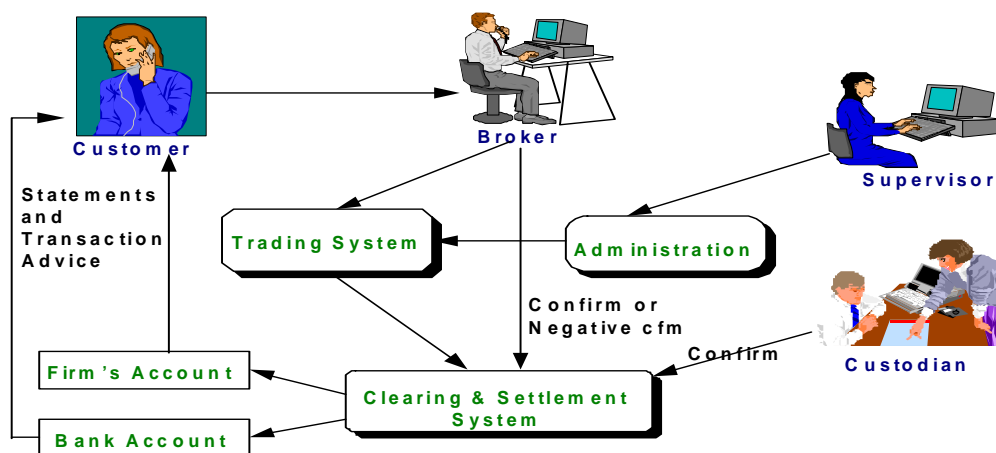 Customer
Broker
Supervisor
Statements
and
Transaction
Advice
Trading System
Administration
Confirm or
Negative cfm
Confirm
Custodian
Firm's Account
Clearing & Settlement
System
Bank Account